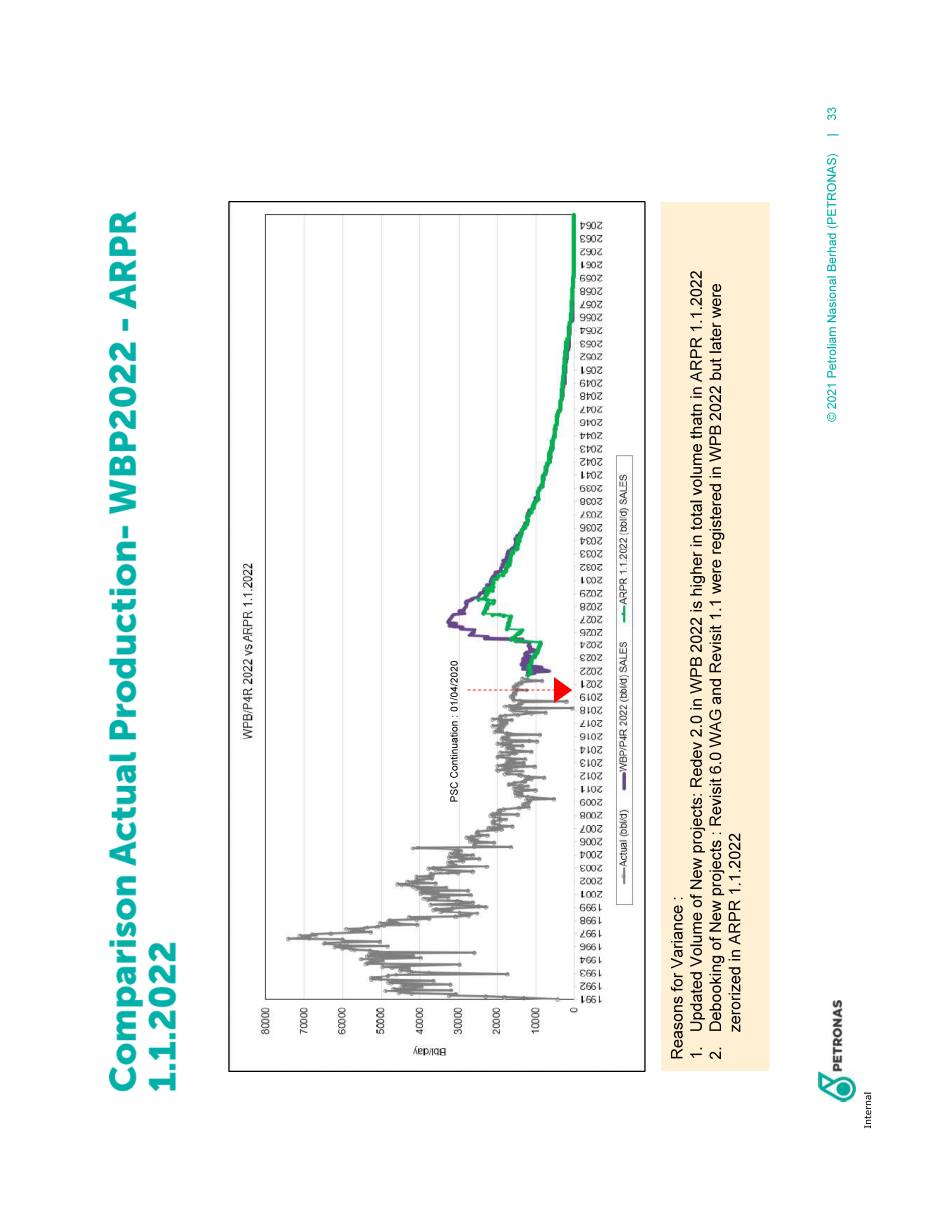 Comparison Actual Production- WBP2022 - ARPR
1.1.2022
WPB/P4R 2022 vs ARPR 1.1.2022
Bbl/day
80000
70000
60000
50000
40000
30000
20000
10000
0
PSC Continuation : 01/04/2020
1991 1992 1993 1994 1996 1997 1998 1999 2001 2002 2003 2004 2006 2007 2008 2009 2011 2012 2013 2014 2016 2017 2018 2019 2021 2022 2023 2024 2026 2027 2028 2029 2031 2032 2033 2034 2036 2037 2038 2039 2041 2042 2043 2044 2046 2047 2048 2049 2051 2052 2053 2054 2056 2057 2058 2059 2061 2062 2063 2064
Actual (bbl/d) WBP/P4R 2022 (bbl/d) SALES ARPR 1.1.2022 (bbl/d) SALES
Reasons for Variance :
1. Updated Volume of New projects: Redev 2.0 in WPB 2022 is higher in total volume thatn in ARPR 1.1.2022
2. Debooking of New projects : Revisit 6.0 WAG and Revisit 1.1 were registered in WPB 2022 but later were
zerorized in ARPR 1.1.2022
PETRONAS
© 2021 Petroliam Nasional Berhad (PETRONAS) | 33
Internal